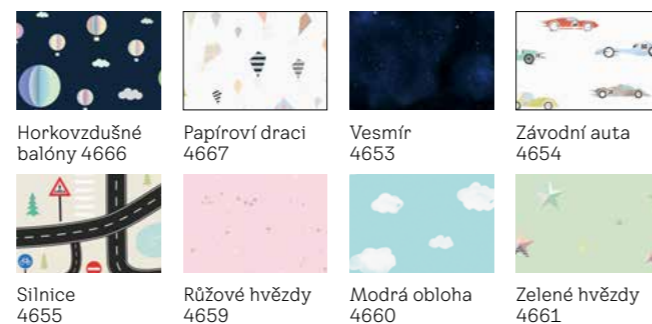 Horkovzdušné
balóny 4666
Papíroví draci
4667
Vesmír
4653
Závodní auta
4654
Silnice
4655
Růžové hvězdy
4659
Modrá obloha
4660
Zelené hvězdy
4661